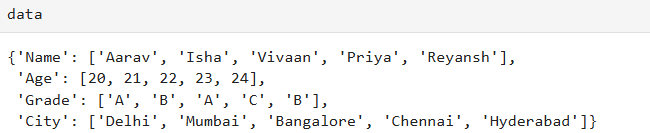 data
{'Name': ['Aarav', 'Isha', 'Vivaan', 'Priya', 'Reyansh'],
 'Age': [20, 21, 22, 23, 24],
 'Grade': ['A', 'B', 'A', 'C', 'B'],
 'City': ['Delhi', 'Mumbai', 'Bangalore', 'Chennai', 'Hyderabad']}